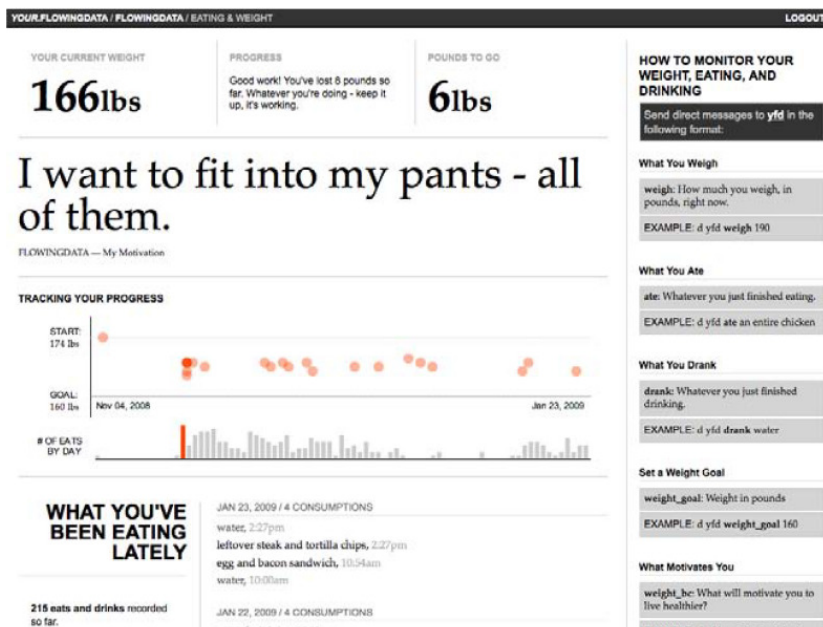 YOUR.FLOWINGDATA / FLOWINGDATA / EATING & WEIGHT
LOGOUT
YOUR CURRENT WEIGHT
166lbs
PROGRESS
Good work! You've lost 8 pounds so
far. Whatever you're doing - keep it
up, it's working.
POUNDS TO GO
6lbs
I want to fit into my pants - all
of them.
FLOWINGDATA — My Motivation
TRACKING YOUR PROGRESS
START:
174 lbs
GOAL:
160 lbs
Nov 04, 2008
Jan 23, 2009
# OF EATS
BY DAY
WHAT YOU'VE
BEEN EATING
LATELY
215 eats and drinks recorded
so far.
JAN 23, 2009 / 4 CONSUMPTIONS
water, 2:27pm
leftover steak and tortilla chips, 2:27pm
egg and bacon sandwich, 10:54am
water, 10:00am
JAN 22, 2009 / 4 CONSUMPTIONS
HOW TO MONITOR YOUR
WEIGHT, EATING, AND
DRINKING
Send direct messages to yfd in the
following format:
What You Weigh
weigh: How much you weigh, in
pounds, right now.
EXAMPLE: d yfd weigh 190
What You Ate
ate: Whatever you just finished eating.
EXAMPLE: d yfd ate an entire chicken
What You Drank
drank: Whatever you just finished
drinking.
EXAMPLE: d yfd drank water
Set a Weight Goal
weight_goal: Weight in pounds
EXAMPLE: d yfd weight_goal 160
What Motivates You
weight_bc: What will motivate you to
live healthier?